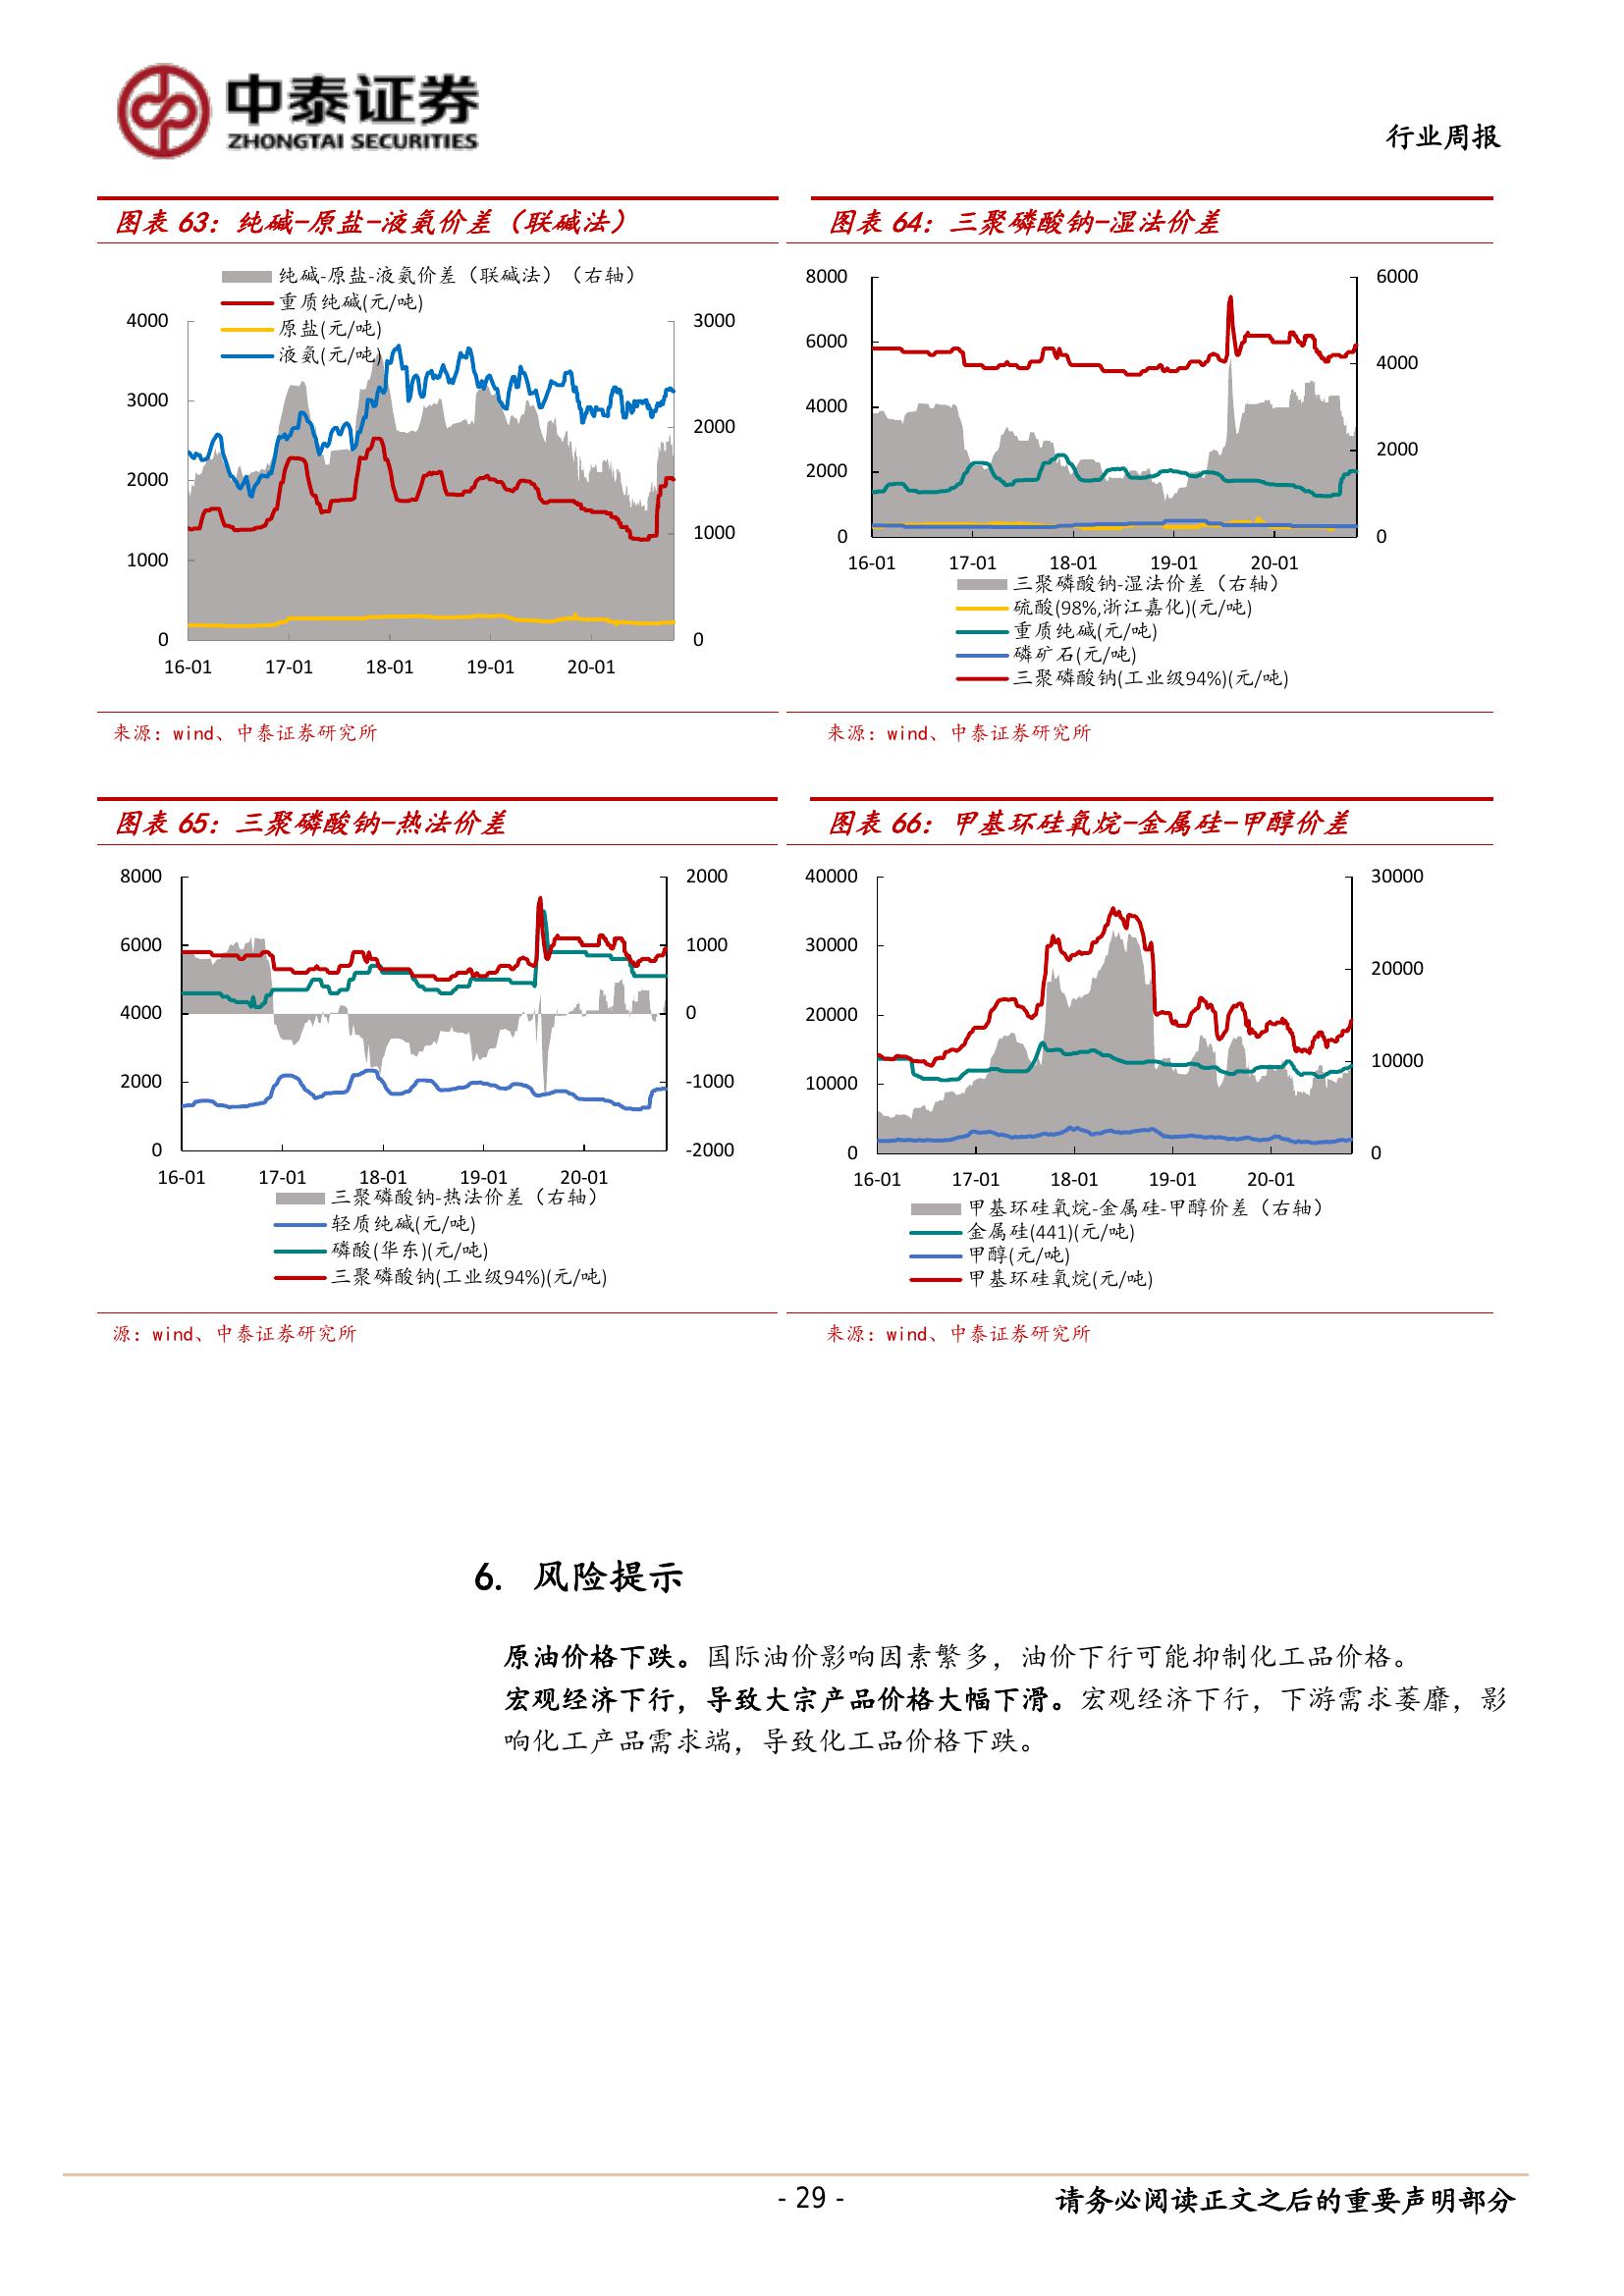 中泰证券
ZHONGTAI SECURITIES
行业周报
图表 63：纯碱-原盐-液氨价差（联碱法）
纯碱-原盐-液氨价差（联碱法）（右轴）
重质纯碱(元/吨)
原盐(元/吨)
液氨(元/吨)
4000
3000
2000
1000
0
3000
2000
1000
0
16-01 17-01 18-01 19-01 20-01
来源：wind、中泰证券研究所
图表 64：三聚磷酸钠-湿法价差
8000
6000
4000
2000
0
6000
4000
2000
0
16-01 17-01 18-01 19-01 20-01
三聚磷酸钠-湿法价差（右轴）
硫酸(98%,浙江嘉化)(元/吨)
重质纯碱(元/吨)
磷矿石(元/吨)
三聚磷酸钠(工业级94%)(元/吨)
来源：wind、中泰证券研究所
图表 65：三聚磷酸钠-热法价差
8000
6000
4000
2000
0
2000
1000
0
-1000
-2000
16-01 17-01 18-01 19-01 20-01
三聚磷酸钠-热法价差（右轴）
轻质纯碱(元/吨)
磷酸(华东)(元/吨)
三聚磷酸钠(工业级94%)(元/吨)
源：wind、中泰证券研究所
图表 66：甲基环硅氧烷-金属硅-甲醇价差
40000
30000
20000
10000
0
30000
20000
10000
0
16-01 17-01 18-01 19-01 20-01
甲基环硅氧烷-金属硅-甲醇价差（右轴）
金属硅(441)(元/吨)
甲醇(元/吨)
甲基环硅氧烷(元/吨)
来源：wind、中泰证券研究所
6. 风险提示
原油价格下跌。国际油价影响因素繁多，油价下行可能抑制化工品价格。
宏观经济下行，导致大宗产品价格大幅下滑。宏观经济下行，下游需求萎靡，影
响化工产品需求端，导致化工品价格下跌。
- 29 -
请务必阅读正文之后的重要声明部分